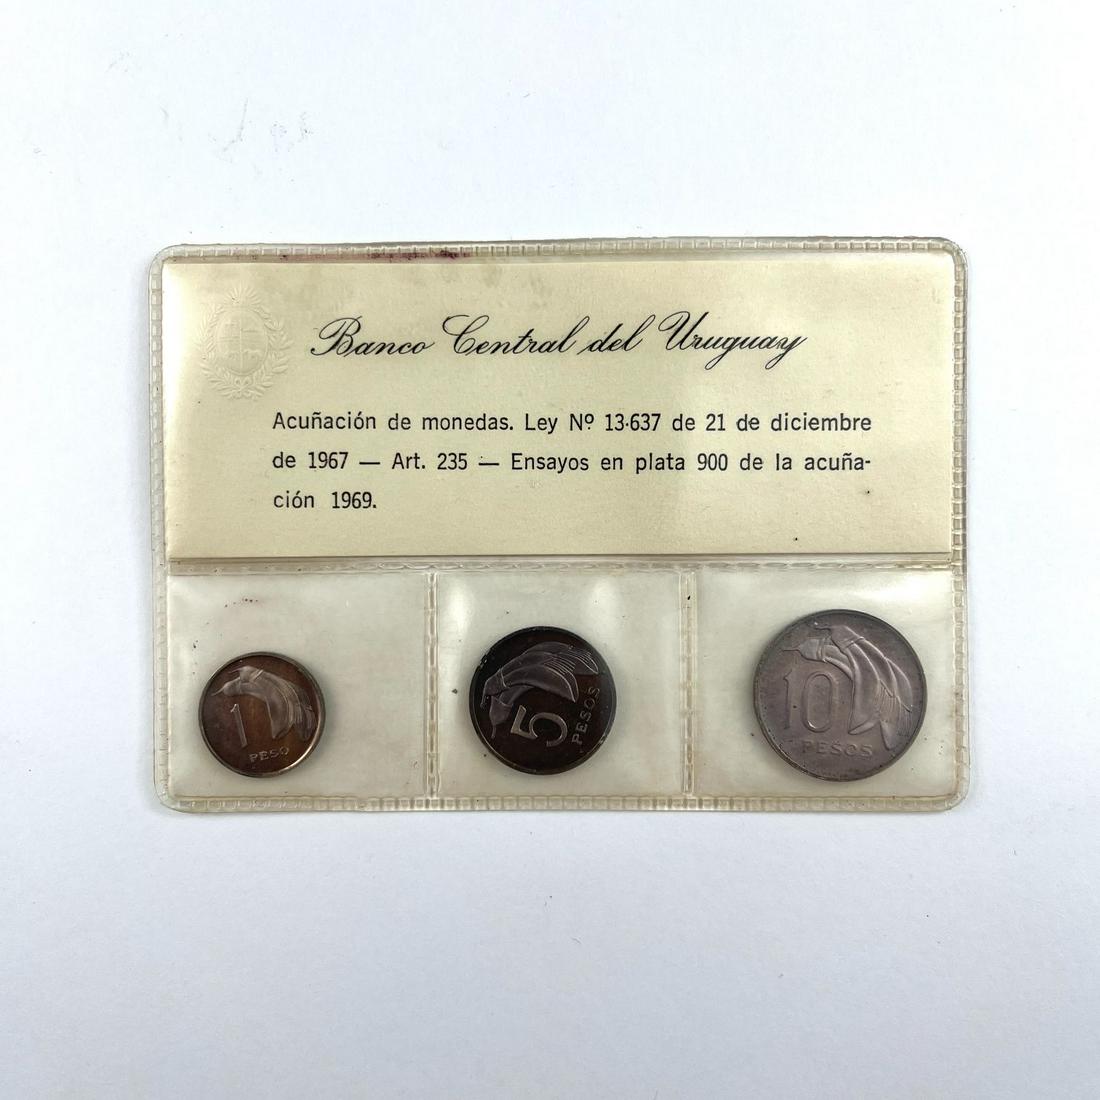 Banco Central del Uruguay
Acuñación de monedas. Ley Nº 13·637 de 21 de diciembre
de 1967 — Art. 235 — Ensayos en plata 900 de la acuña-
ción 1969.
1
PESO
5
PESOS
10
PESOS